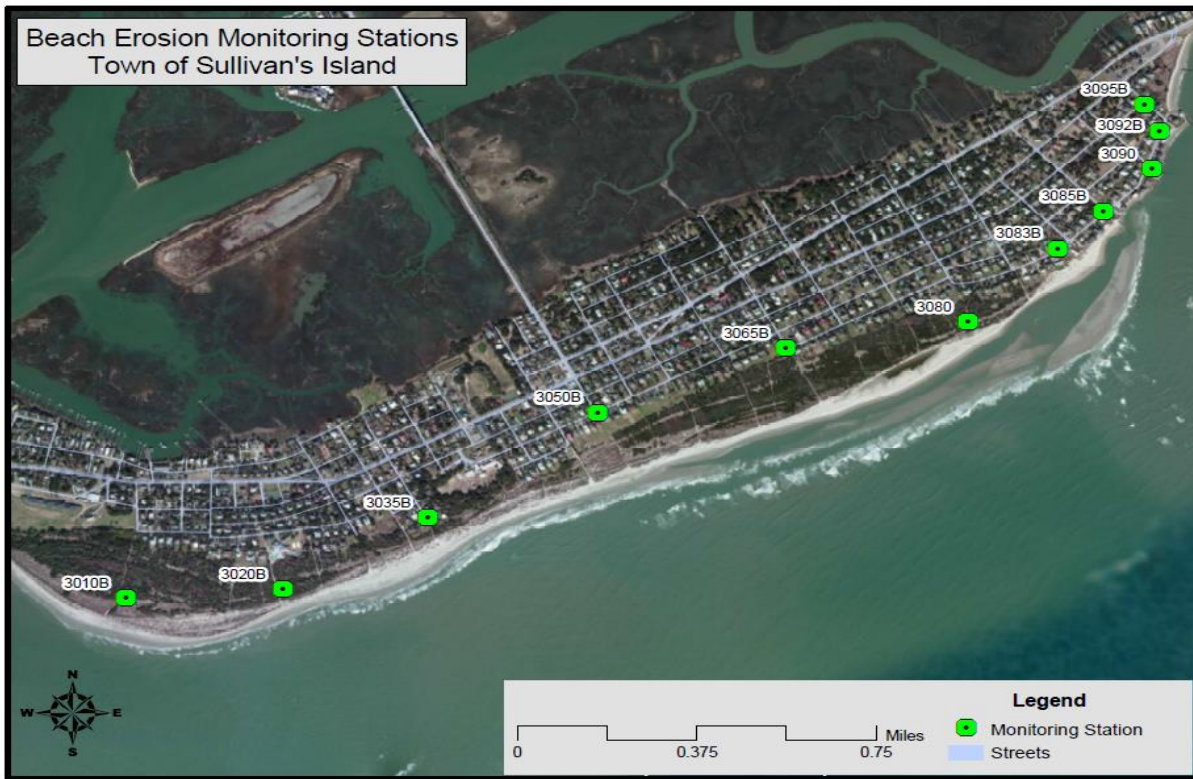 Beach Erosion Monitoring Stations
Town of Sullivan's Island
3095B
3092B
3090
3085B
3083B
3080
3065B
3050B
3035B
3020B
3010B
N
W E
S
Legend
Monitoring Station
Streets
Miles
0 0.375 0.75